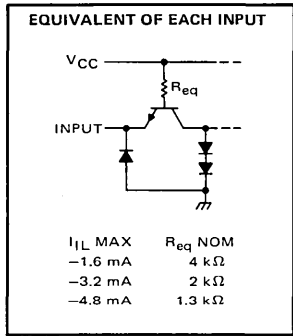 EQUIVALENT OF EACH INPUT
VCC
Req
INPUT
IIL MAX Req NOM
−1.6 mA 4 kΩ
−3.2 mA 2 kΩ
−4.8 mA 1.3 kΩ